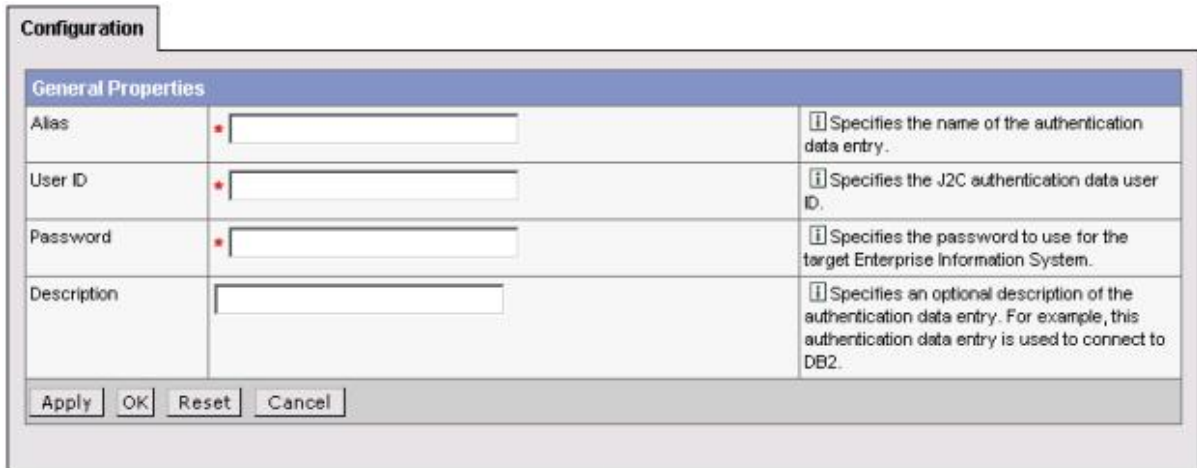 Configuration
General Properties
Alias
*
Specifies the name of the authentication
data entry.
User ID
*
Specifies the J2C authentication data user
ID.
Password
*
Specifies the password to use for the
target Enterprise Information System.
Description
Specifies an optional description of the
authentication data entry. For example, this
authentication data entry is used to connect to
DB2.
Apply OK Reset Cancel